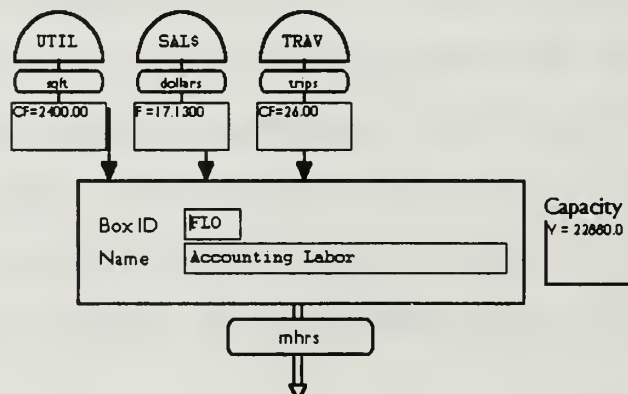 UTIL SAL$ TRAV
sqft dollars trips
CF=2400.00 F =17.1300 CF=26.00
Capacity
Box ID FLO Y = 22880.0
Name Accounting Labor
mhrs